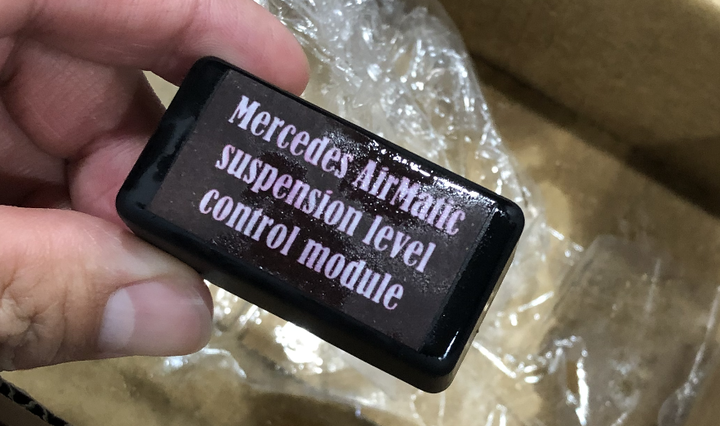 Mercedes AirMatic
suspension level
control module